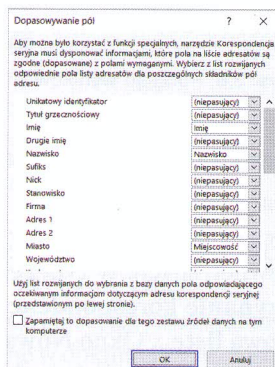 Dopasowywanie pól ? ×
Aby można było korzystać z funkcji specjalnych, narzędzie Korespondencja
seryjna musi dysponować informacjami, które pola na liście adresatów są
zgodne (dopasowane) z polami wymaganymi. Wybierz z list rozwijanych
odpowiednie pola listy adresatów dla poszczególnych składników pól
adresu.
Unikatowy identyfikator (niepasujący)
Tytuł grzecznościowy (niepasujący)
Imię Imię
Drugie imię (niepasujący)
Nazwisko Nazwisko
Sufiks (niepasujący)
Nick (niepasujący)
Stanowisko (niepasujący)
Firma (niepasujący)
Adres 1 (niepasujący)
Adres 2 (niepasujący)
Miasto Miejscowość
Województwo (niepasujący)
Użyj list rozwijanych do wybrania z bazy danych pola odpowiadającego
oczekiwanym informacjom dotyczącym adresu korespondencji seryjnej
(przedstawionym po lewej stronie).
Zapamiętaj to dopasowanie dla tego zestawu źródeł danych na tym
komputerze
OK Anuluj